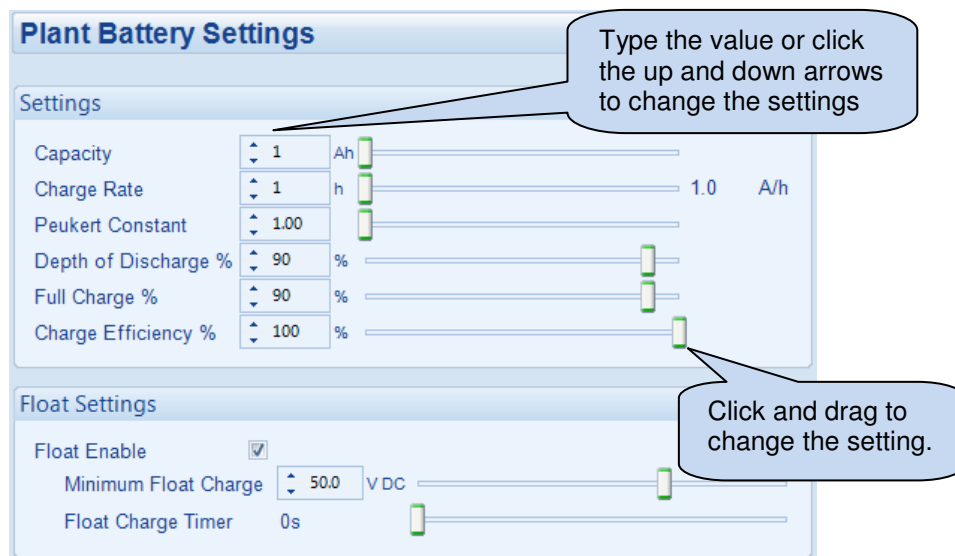 Plant Battery Settings
Type the value or click
the up and down arrows
to change the settings
Settings
Capacity 1 Ah
Charge Rate 1 h 1.0 A/h
Peukert Constant 1.00
Depth of Discharge % 90 %
Full Charge % 90 %
Charge Efficiency % 100 %
Click and drag to
change the setting.
Float Settings
Float Enable
Minimum Float Charge 50.0 V DC
Float Charge Timer 0s